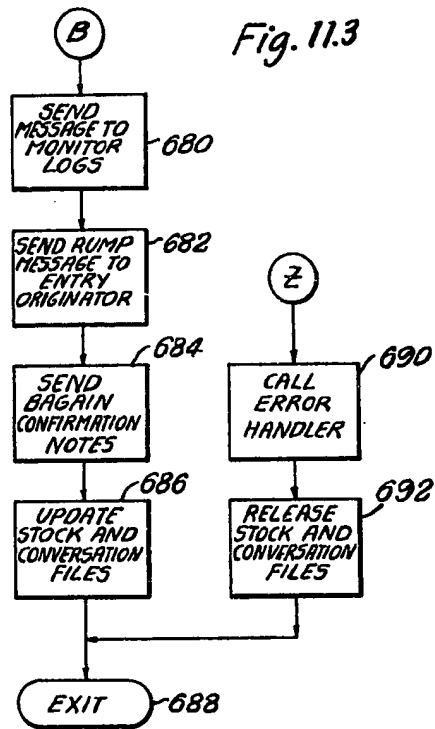 B
Fig. 11.3
SEND
MESSAGE TO
MONITOR
LOGS
680
SEND RUMP
MESSAGE TO
ENTRY
ORIGINATOR
682
SEND
BAGAIN
CONFIRMATION
NOTES
684
UPDATE
STOCK AND
CONVERSATION
FILES
686
Z
CALL
ERROR
HANDLER
690
RELEASE
STOCK AND
CONVERSATION
FILES
692
EXIT
688